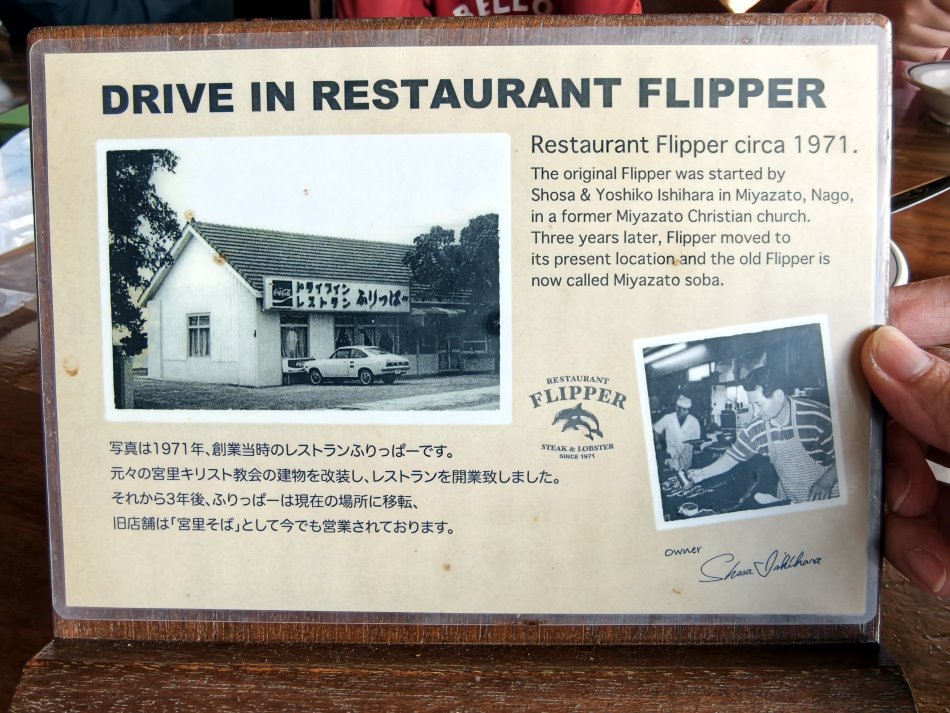 BELLO
DRIVE IN RESTAURANT FLIPPER
Restaurant Flipper circa 1971.
The original Flipper was started by
Shosa & Yoshiko Ishihara in Miyazato, Nago,
in a former Miyazato Christian church.
Three years later, Flipper moved to
its present location and the old Flipper is
now called Miyazato soba.
Coca-Cola
ドライブイン
レストラン ふりっぱー
RESTAURANT
FLIPPER
STEAK & LOBSTER
SINCE 1971
写真は1971年、創業当時のレストランふりっぱーです。
元々の宮里キリスト教会の建物を改装し、レストランを開業致しました。
それから3年後、ふりっぱーは現在の場所に移転、
旧店舗は「宮里そば」として今でも営業されております。
owner
Shosa Ishihara